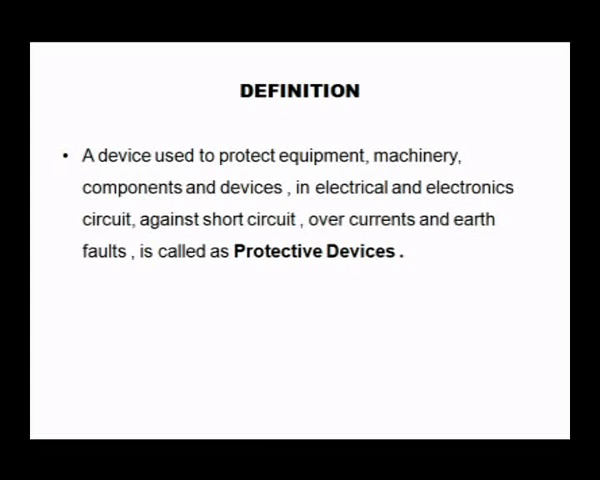 DEFINITION
• A device used to protect equipment, machinery,
components and devices , in electrical and electronics
circuit, against short circuit , over currents and earth
faults , is called as Protective Devices .